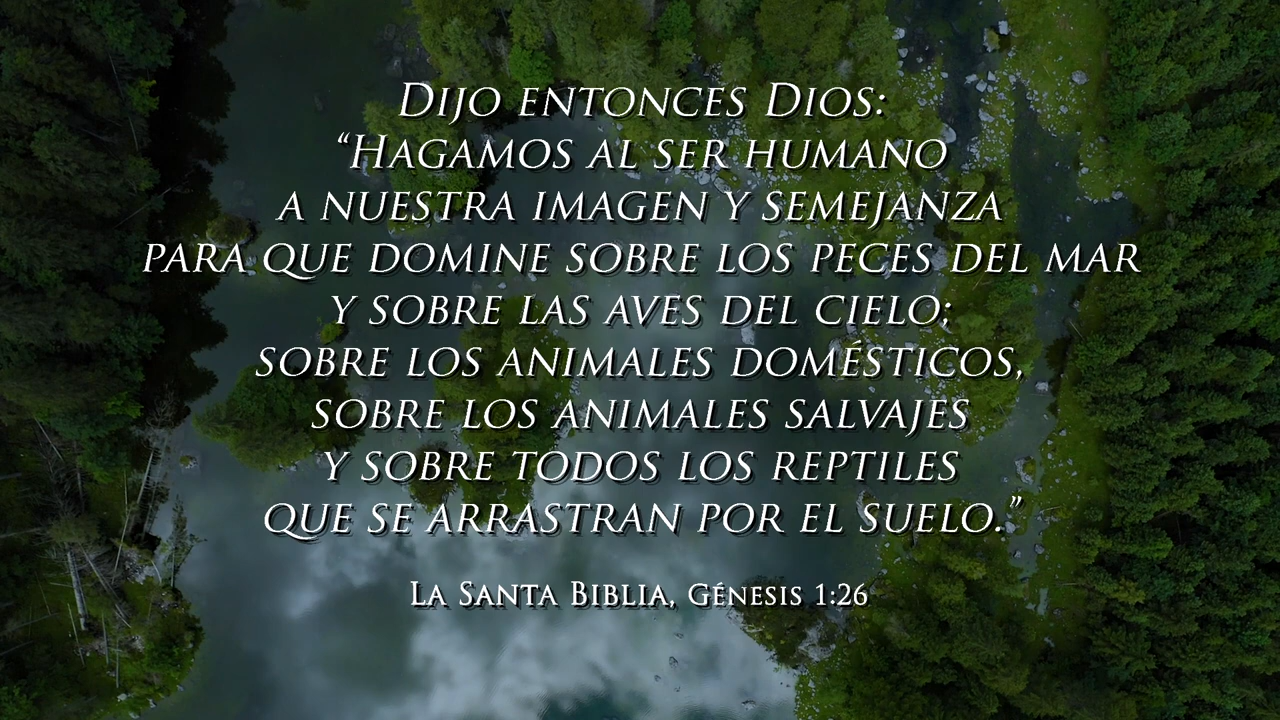 Dijo entonces Dios:
“Hagamos al ser humano
a nuestra imagen y semejanza
para que domine sobre los peces del mar
y sobre las aves del cielo;
sobre los animales domésticos,
sobre los animales salvajes
y sobre todos los reptiles
que se arrastran por el suelo.”
La Santa Biblia, Génesis 1:26